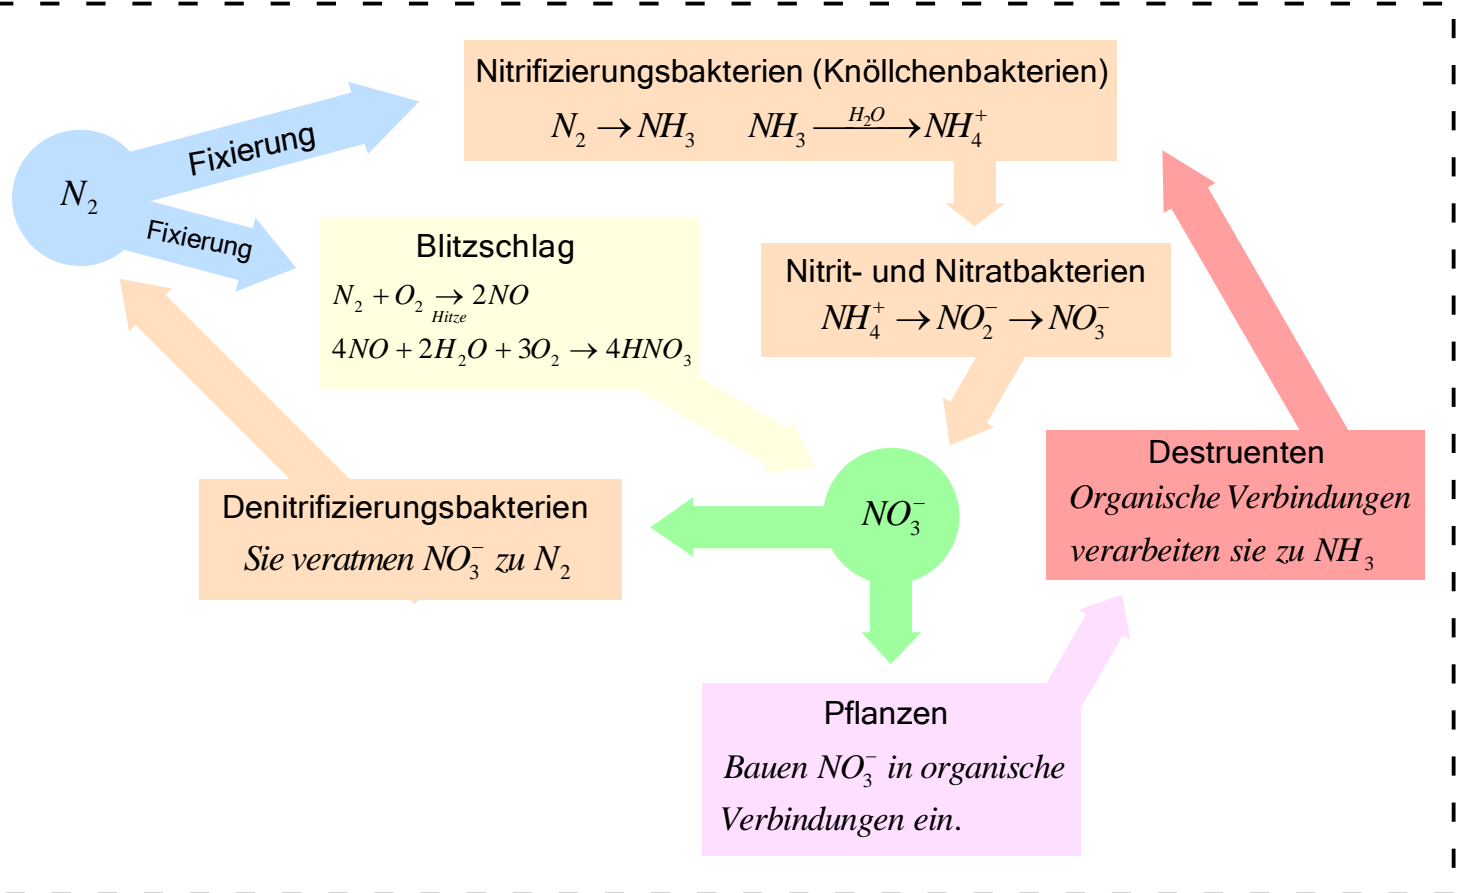 Nitrifizierungsbakterien (Knöllchenbakterien)
N₂ → NH₃ NH₃ —H₂O→ NH₄⁺
Fixierung
N₂
Fixierung
Blitzschlag
N₂ + O₂ → 2NO
Hitze
4NO + 2H₂O + 3O₂ → 4HNO₃
Nitrit- und Nitratbakterien
NH₄⁺ → NO₂⁻ → NO₃⁻
Destruenten
Organische Verbindungen
verarbeiten sie zu NH₃
Denitrifizierungsbakterien
Sie veratmen NO₃⁻ zu N₂
NO₃⁻
Pflanzen
Bauen NO₃⁻ in organische
Verbindungen ein.